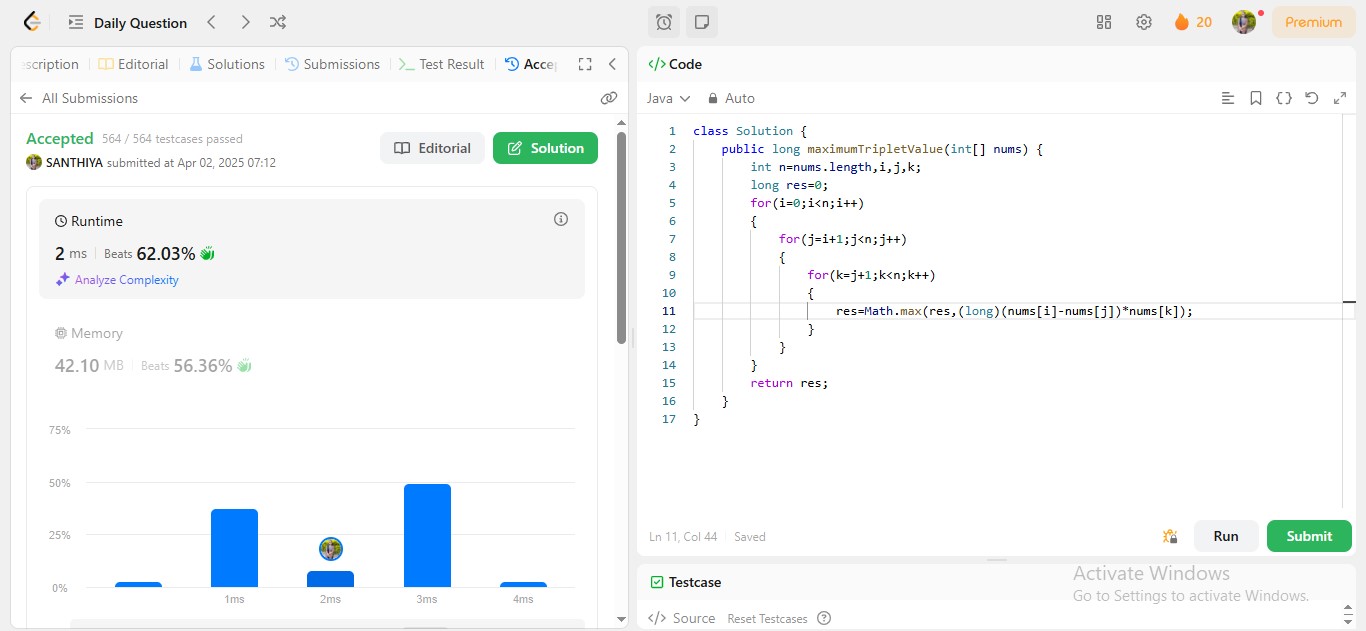 Daily Question
20
Premium
scription
Editorial
Solutions
Submissions
Test Result
Accep
All Submissions
Accepted 564 / 564 testcases passed
SANTHIYA submitted at Apr 02, 2025 07:12
Editorial
Solution
Runtime
2 ms Beats 62.03%
Analyze Complexity
Memory
42.10 MB Beats 56.36%
75%
50%
25%
0%
1ms
2ms
3ms
4ms
</> Code
Java
Auto
1 class Solution {
2 public long maximumTripletValue(int[] nums) {
3 int n=nums.length,i,j,k;
4 long res=0;
5 for(i=0;i<n;i++)
6 {
7 for(j=i+1;j<n;j++)
8 {
9 for(k=j+1;k<n;k++)
10 {
11 res=Math.max(res,(long)(nums[i]-nums[j])*nums[k]);
12 }
13 }
14 }
15 return res;
16 }
17 }
Ln 11, Col 44 Saved
Run
Submit
Testcase
Activate Windows
Go to Settings to activate Windows.
</> Source Reset Testcases ?